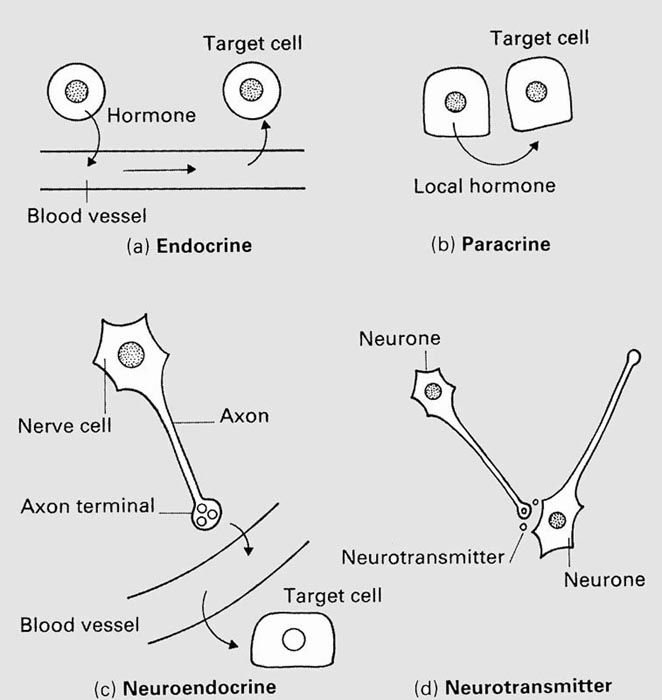 Target cell
Hormone
Blood vessel
(a) Endocrine
Target cell
Local hormone
(b) Paracrine
Nerve cell
Axon
Axon terminal
Blood vessel
Target cell
(c) Neuroendocrine
Neurone
Neurotransmitter
Neurone
(d) Neurotransmitter